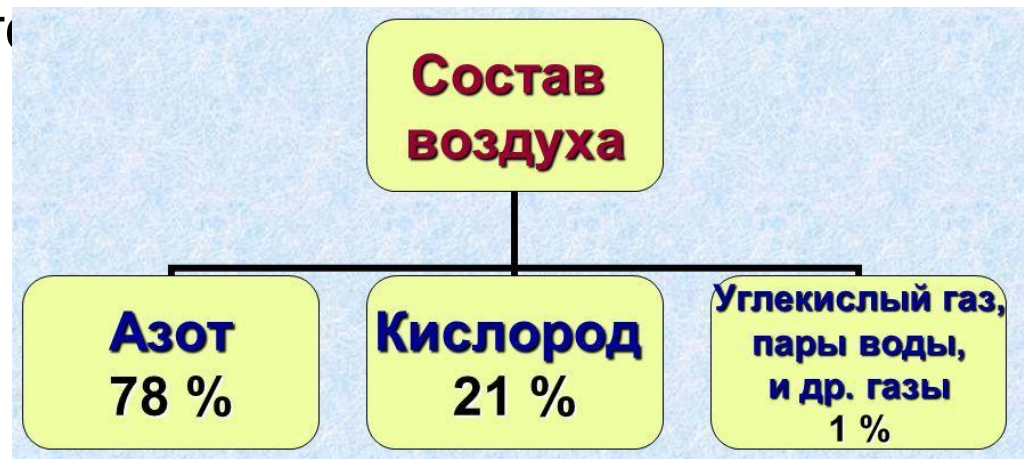 Состав
воздуха
Азот
78 %
Кислород
21 %
Углекислый газ,
пары воды,
и др. газы
1 %